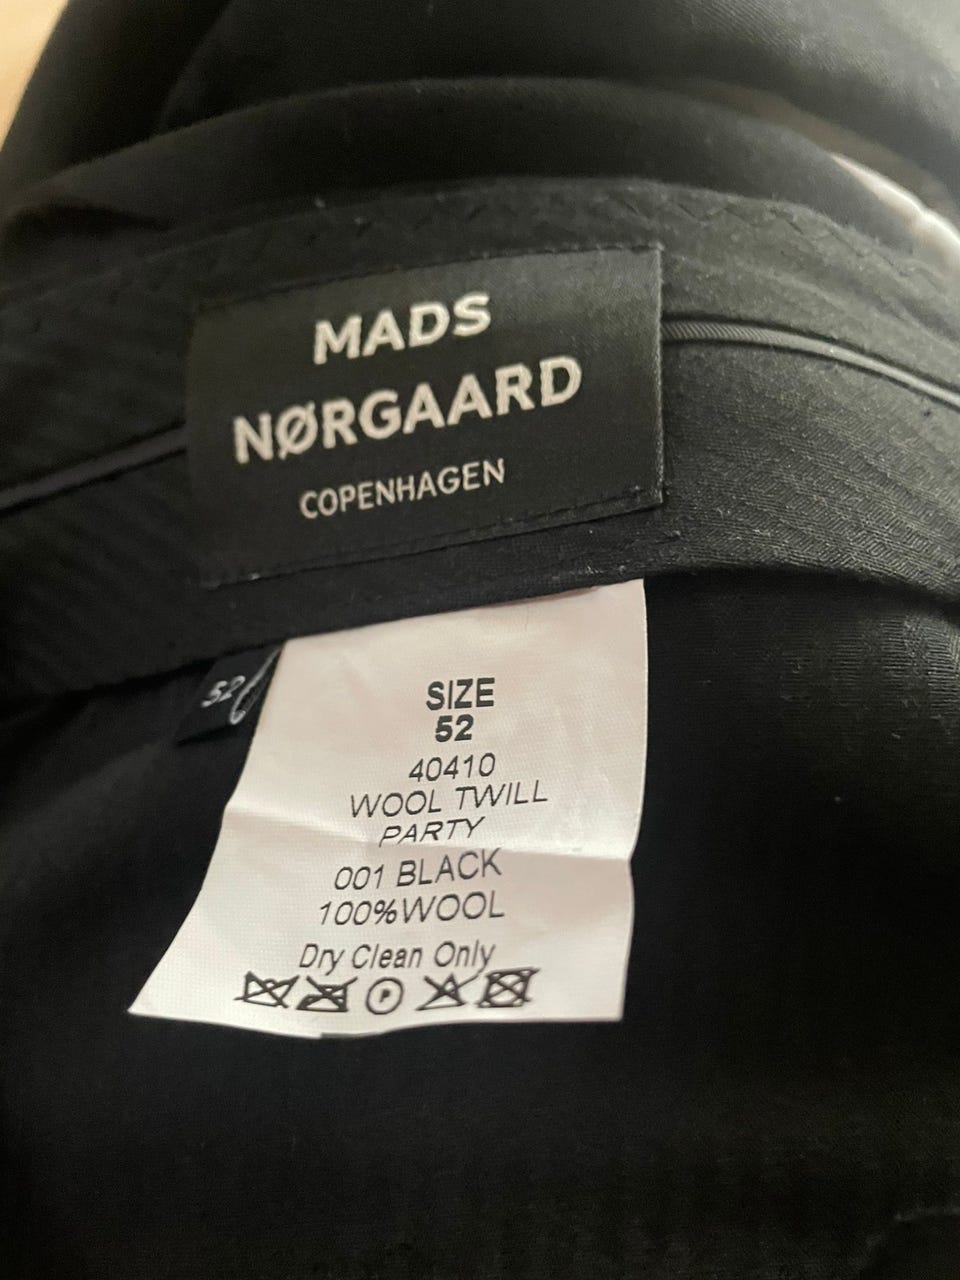 MADS
NØRGAARD
COPENHAGEN
52
SIZE
52
40410
WOOL TWILL
PARTY
001 BLACK
100%WOOL
Dry Clean Only
P